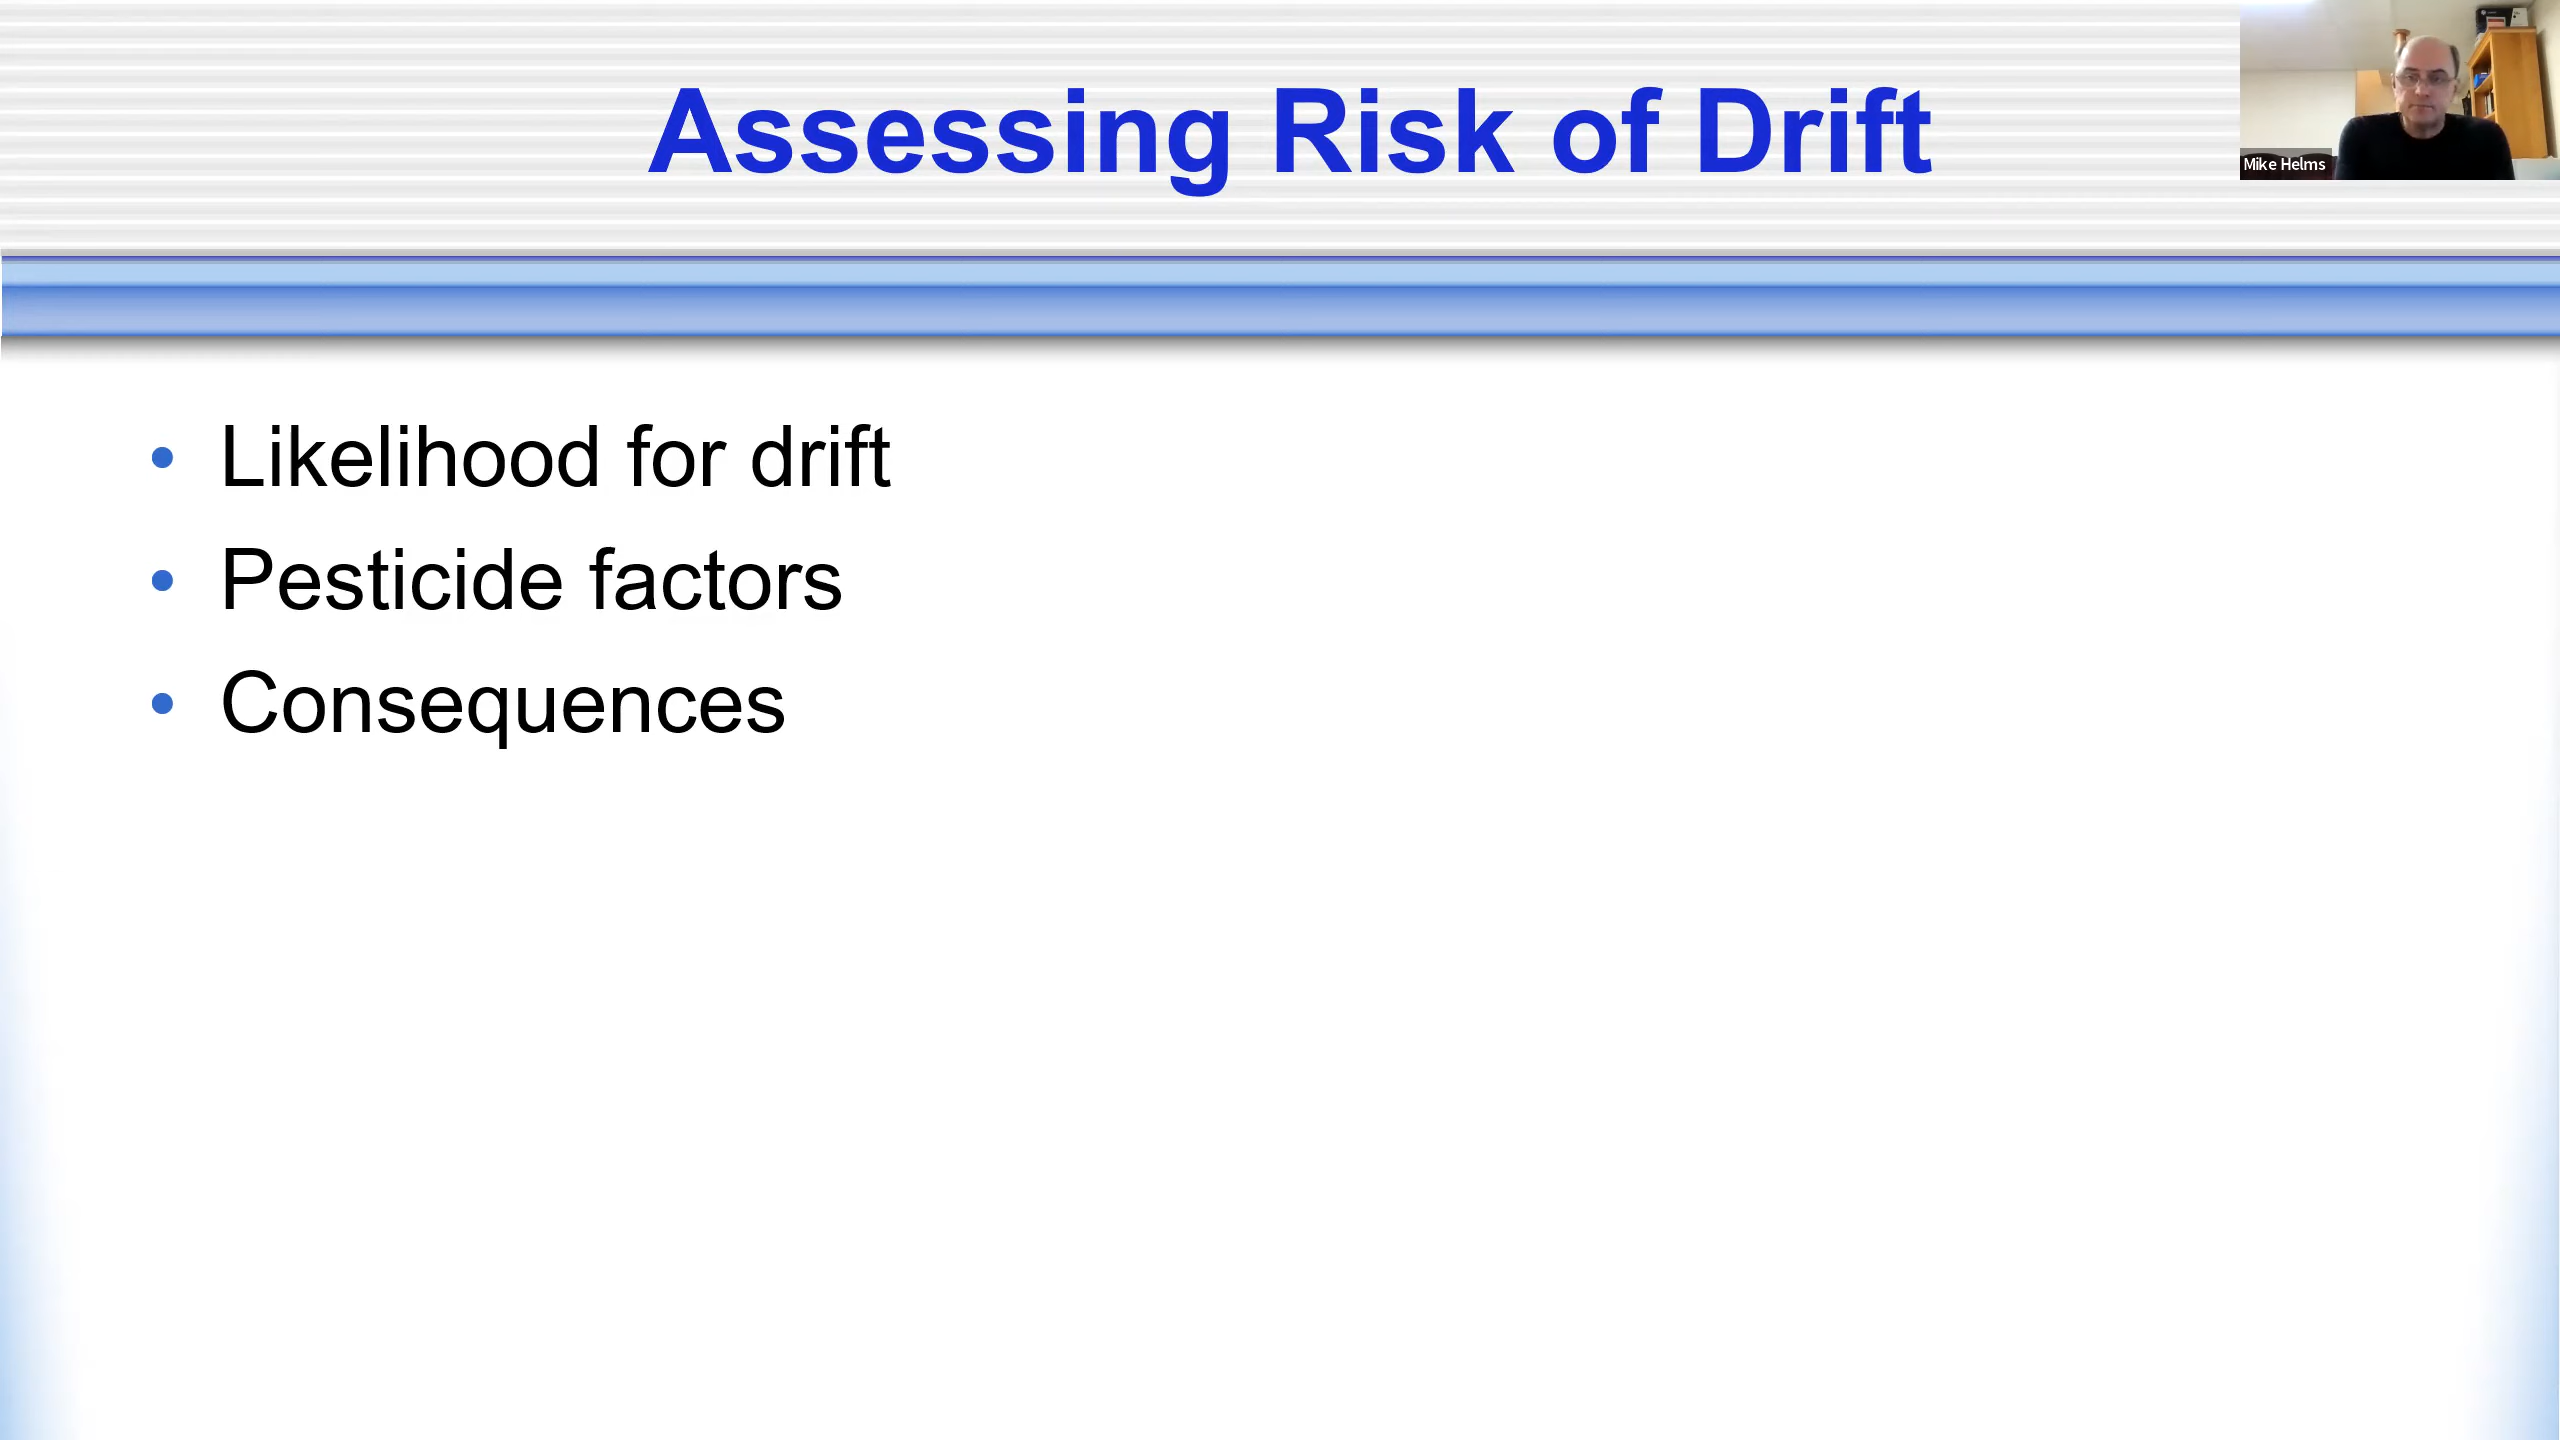 Assessing Risk of Drift
Mike Helms
• Likelihood for drift
• Pesticide factors
• Consequences